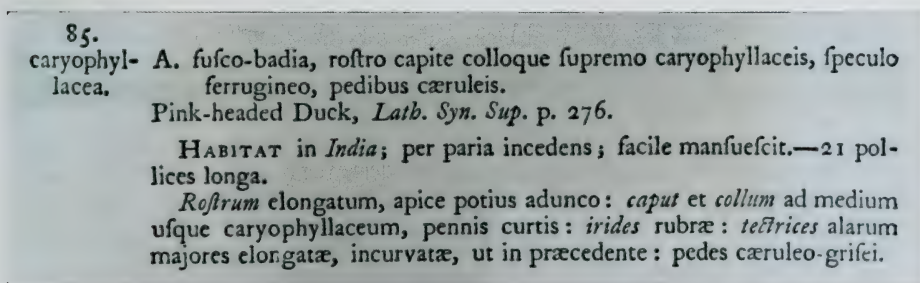 85.
caryophyl- A. fuſco-badia, roſtro capite colloque ſupremo caryophyllaceis, ſpeculo
lacea. ferrugineo, pedibus cæruleis.
Pink-headed Duck, Lath. Syn. Sup. p. 276.
HABITAT in India; per paria incedens; facile manſueſcit.—21 pol-
lices longa.
Roſtrum elongatum, apice potius adunco: caput et collum ad medium
uſque caryophyllaceum, pennis curtis: irides rubræ: tectrices alarum
majores elongatæ, incurvatæ, ut in præcedente: pedes cæruleo-griſei.